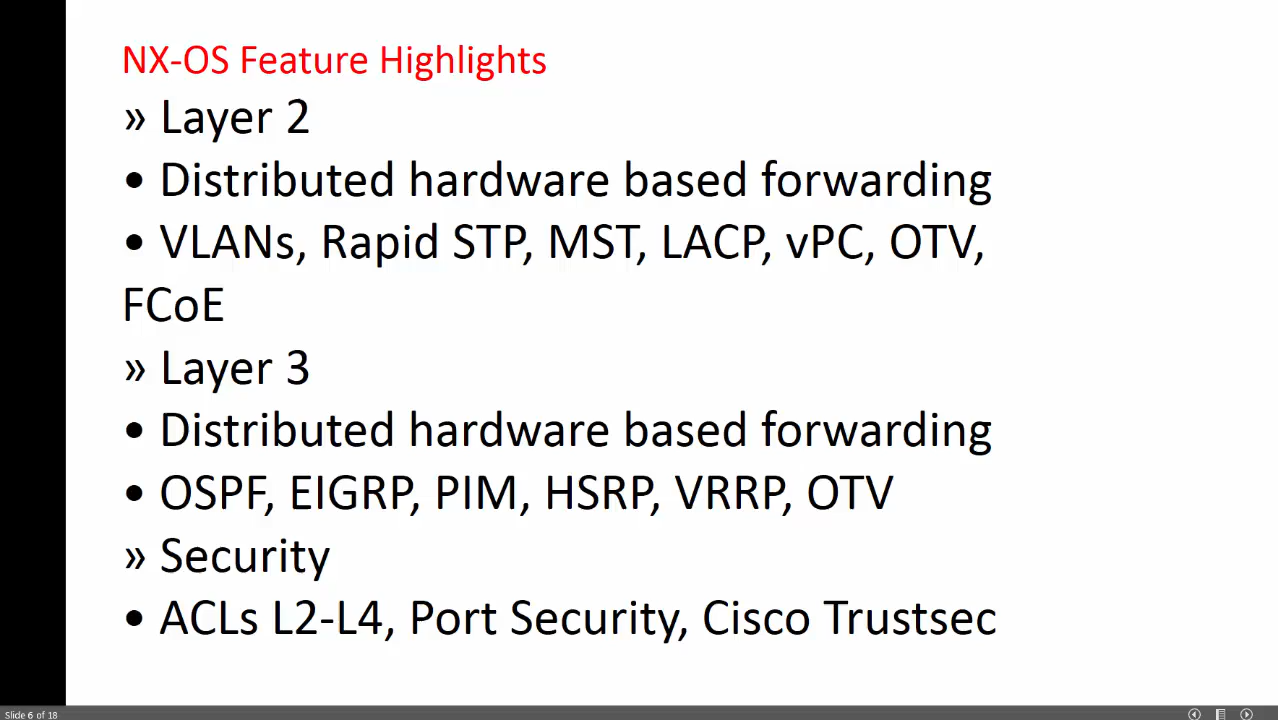 NX-OS Feature Highlights
» Layer 2
• Distributed hardware based forwarding
• VLANs, Rapid STP, MST, LACP, vPC, OTV,
FCoE
» Layer 3
• Distributed hardware based forwarding
• OSPF, EIGRP, PIM, HSRP, VRRP, OTV
» Security
• ACLs L2-L4, Port Security, Cisco Trustsec
Slide 6 of 18